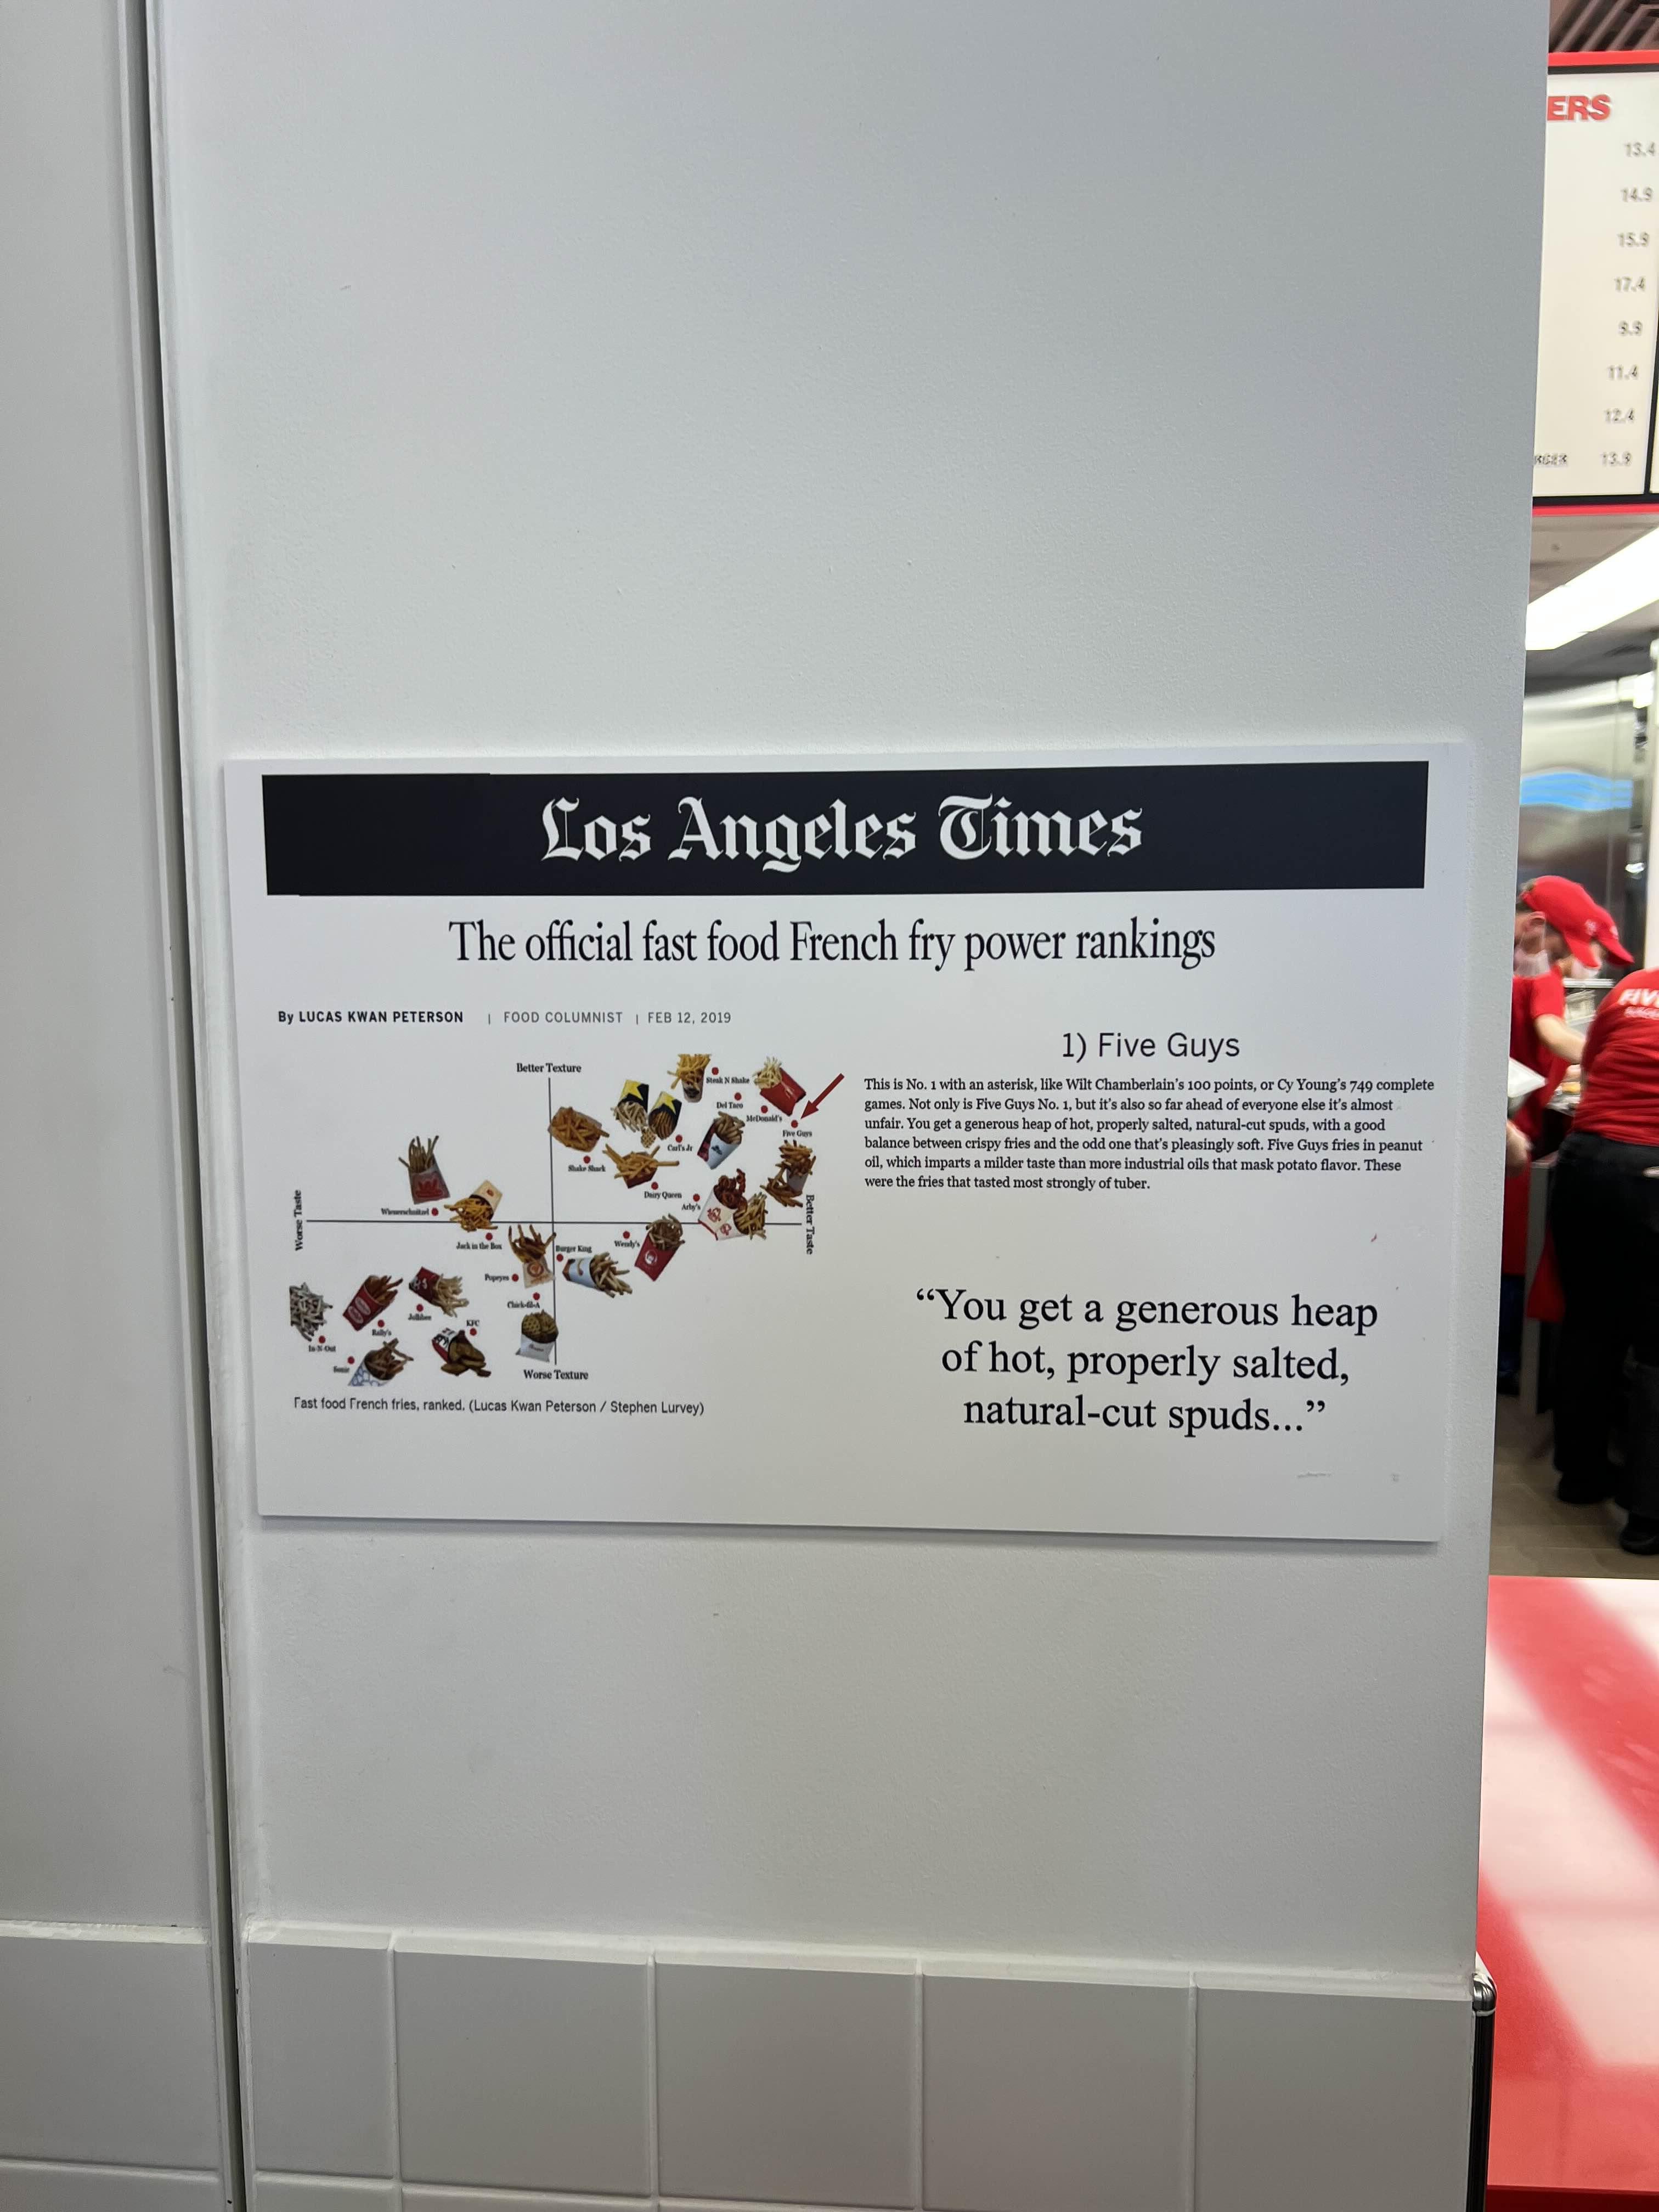 ERS
13.4
14.9
15.9
17.4
9.9
11.4
12.4
13.9
Los Angeles Times
The official fast food French fry power rankings
By LUCAS KWAN PETERSON | FOOD COLUMNIST | FEB 12, 2019
1) Five Guys
This is No. 1 with an asterisk, like Wilt Chamberlain's 100 points, or Cy Young's 749 complete
games. Not only is Five Guys No. 1, but it's also so far ahead of everyone else it's almost
unfair. You get a generous heap of hot, properly salted, natural-cut spuds, with a good
balance between crispy fries and the odd one that's pleasingly soft. Five Guys fries in peanut
oil, which imparts a milder taste than more industrial oils that mask potato flavor. These
were the fries that tasted most strongly of tuber.
"You get a generous heap
of hot, properly salted,
natural-cut spuds..."
Better Texture
Steak N Shake
Del Taco
McDonald's
Five Guys
Carl's Jr
Shake Shack
Dairy Queen
Arby's
Wienerschnitzel
Worse Taste
Better Taste
Jack in the Box
Burger King
Wendy's
Popeyes
Chick-fil-A
Jollibee
KFC
Rally's
In-N-Out
Sonic
Worse Texture
Fast food French fries, ranked. (Lucas Kwan Peterson / Stephen Lurvey)
FIV